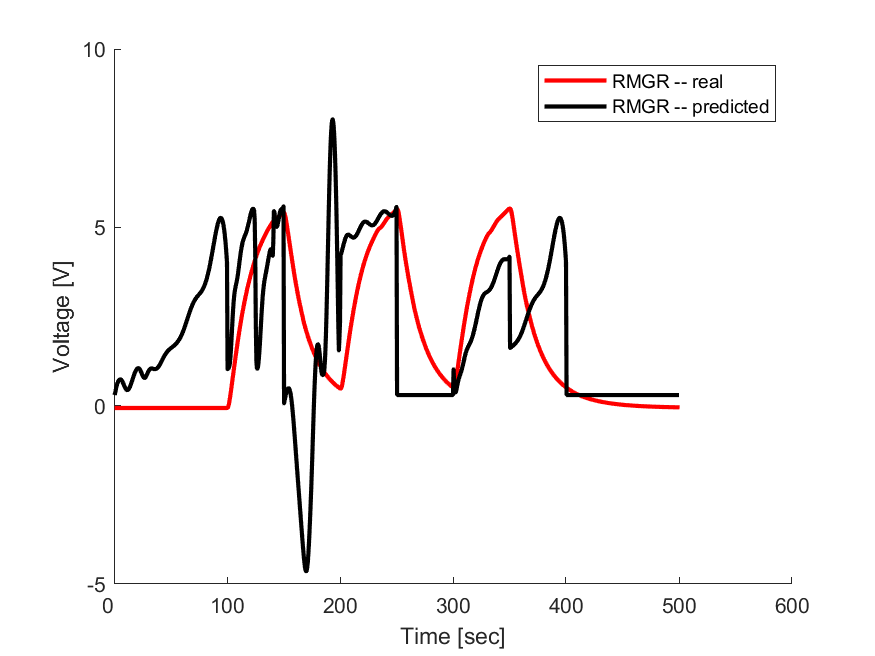 RMGR -- real
RMGR -- predicted
Voltage [V]
10
5
0
-5
0 100 200 300 400 500 600
Time [sec]